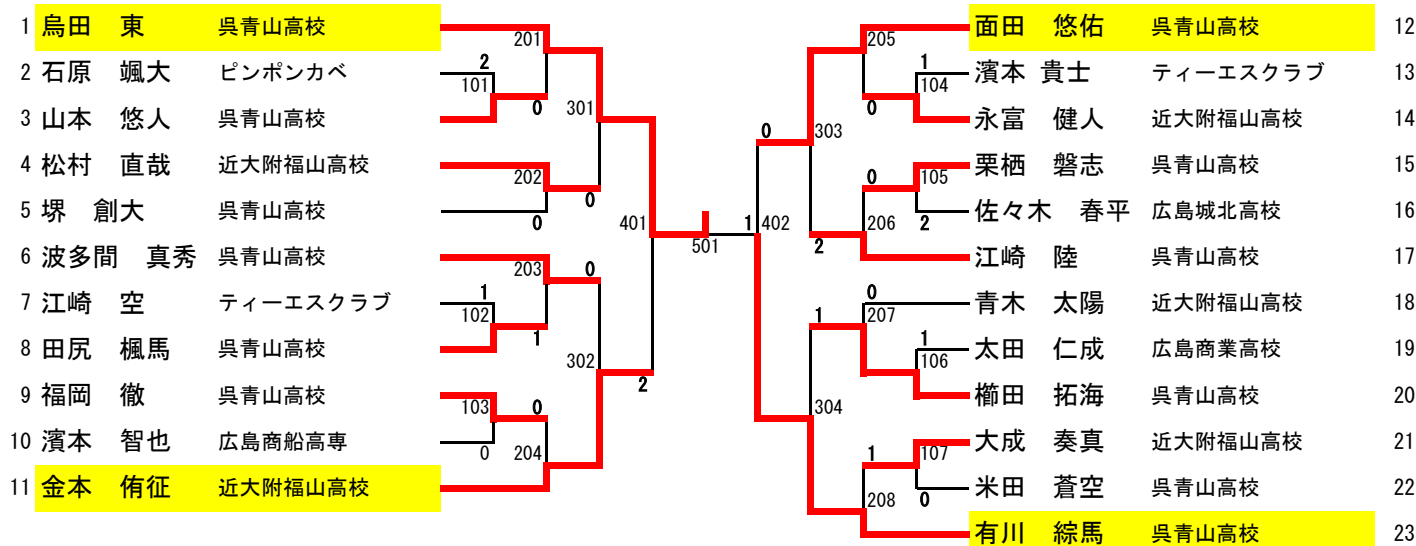 1 烏田　東 呉青山高校
2 石原　颯大 ピンポンカベ
3 山本　悠人 呉青山高校
4 松村　直哉 近大附福山高校
5 堺　創大 呉青山高校
6 波多間　真秀 呉青山高校
7 江崎　空 ティーエスクラブ
8 田尻　楓馬 呉青山高校
9 福岡　徹 呉青山高校
10 濱本　智也 広島商船高専
11 金本　侑征 近大附福山高校
201
2
101
0
301
202
0
0
401
203
0
1
102
1
302
2
103
0
0
204
501
205
1
104
0
0
303
0
105
1
402
206
2
2
0
207
1
1
106
304
1
107
0
208
面田　悠佑 呉青山高校 12
濱本 貴士 ティーエスクラブ 13
永富　健人 近大附福山高校 14
栗栖　磐志 呉青山高校 15
佐々木　春平 広島城北高校 16
江崎　陸 呉青山高校 17
青木　太陽 近大附福山高校 18
太田　仁成 広島商業高校 19
櫛田　拓海 呉青山高校 20
大成　奏真 近大附福山高校 21
米田　蒼空 呉青山高校 22
有川　綜馬 呉青山高校 23